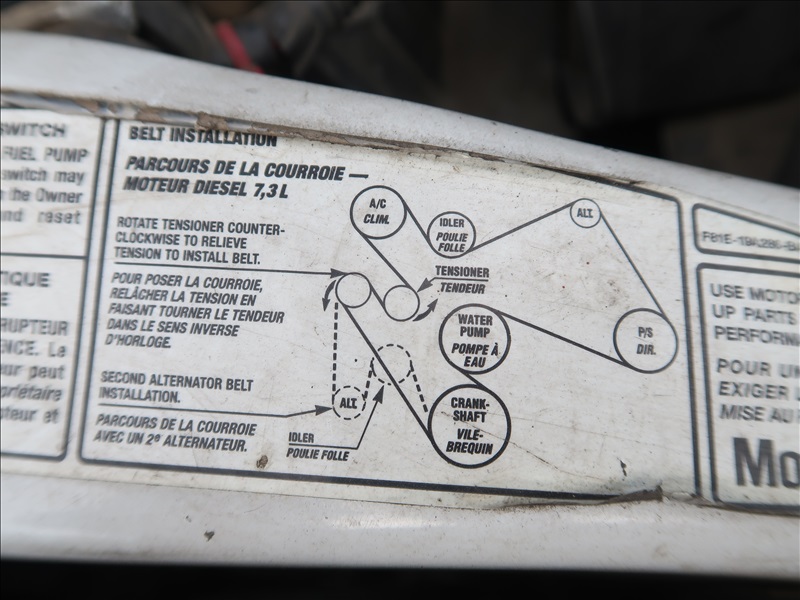 SWITCH
FUEL PUMP
switch may
the Owner
and reset
TIQUE
RUPTEUR
ENCE. La
eur peut
opriétaire
oteur et
BELT INSTALLATION
PARCOURS DE LA COURROIE —
MOTEUR DIESEL 7,3 L
ROTATE TENSIONER COUNTER-
CLOCKWISE TO RELIEVE
TENSION TO INSTALL BELT.
POUR POSER LA COURROIE,
RELÂCHER LA TENSION EN
FAISANT TOURNER LE TENDEUR
DANS LE SENS INVERSE
D'HORLOGE.
SECOND ALTERNATOR BELT
INSTALLATION.
PARCOURS DE LA COURROIE
AVEC UN 2e ALTERNATEUR.
A/C
CLIM.
IDLER
POULIE
FOLLE
ALT.
TENSIONER
TENDEUR
WATER
PUMP
POMPE À
EAU
P/S
DIR.
ALT.
IDLER
POULIE FOLLE
CRANK-
SHAFT
VILE-
BREQUIN
USE MOTO
UP PARTS
PERFORMA
POUR UN
EXIGER L
MISE AU
Mo